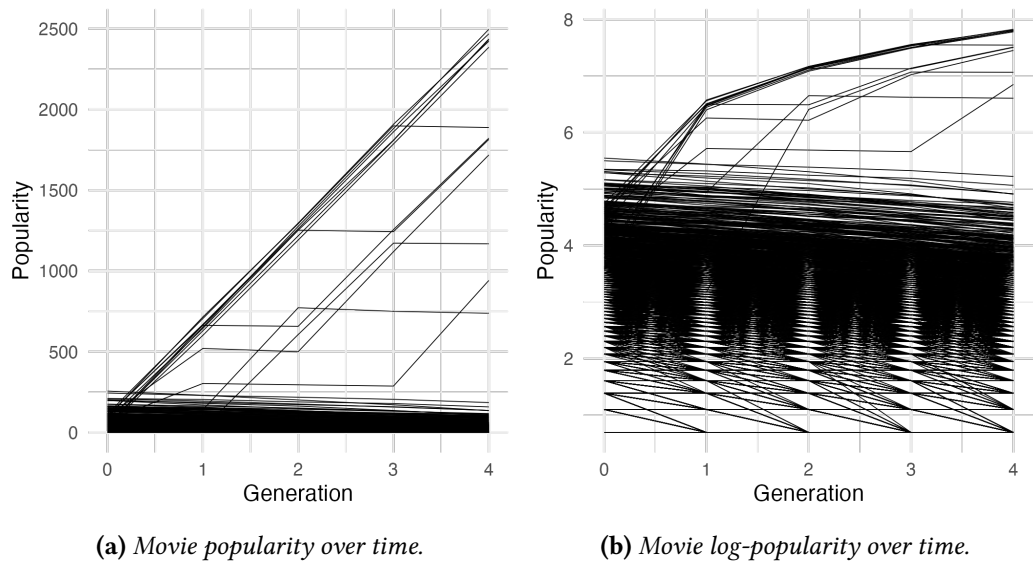 2500
2000
1500
1000
500
0
Popularity
0 1 2 3 4
Generation
(a) Movie popularity over time.
8
6
4
2
Popularity
0 1 2 3 4
Generation
(b) Movie log-popularity over time.